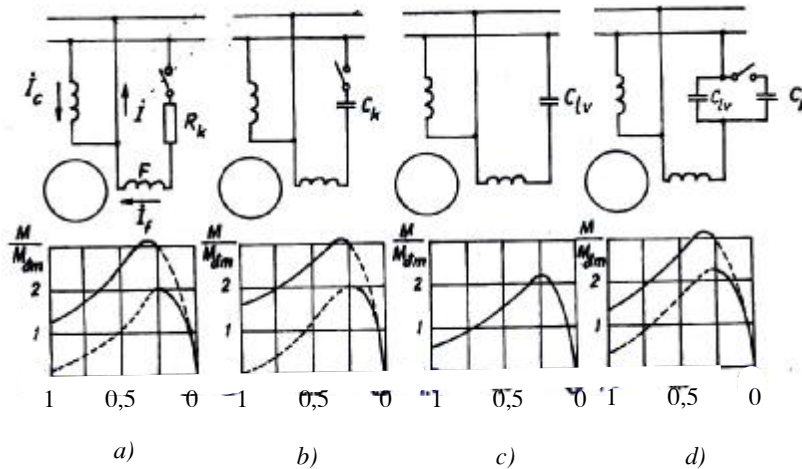 İ_c
İ
R_k
F
İ_f
C_k
C_lv
C_lv
M/M_dm
2
1
M/M_dm
2
1
M/M_dm
2
1
M/M_dm
2
1
1 0,5 0
1 0,5 0
1 0,5 0
1 0,5 0
a) b) c) d)